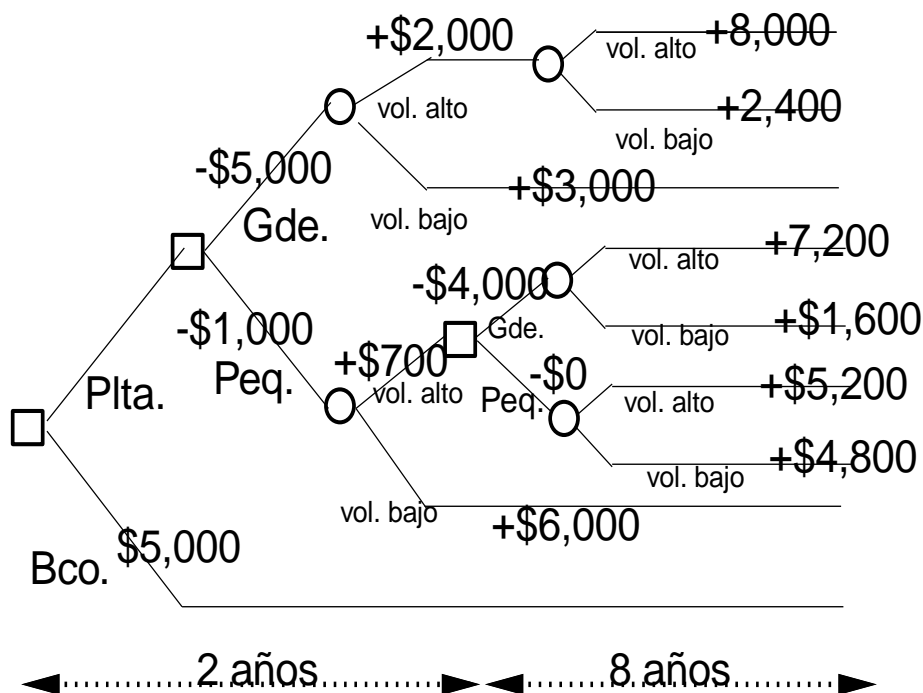 +$2,000
vol. alto
+8,000
vol. alto
+2,400
vol. bajo
-$5,000
Gde.
vol. bajo
+$3,000
vol. alto
+7,200
-$4,000
Gde.
vol. bajo
+$1,600
-$1,000
Peq.
+$700
vol. alto
-$0
Peq.
vol. alto
+$5,200
Plta.
vol. bajo
+$4,800
vol. bajo
+$6,000
$5,000
Bco.
2 años
8 años